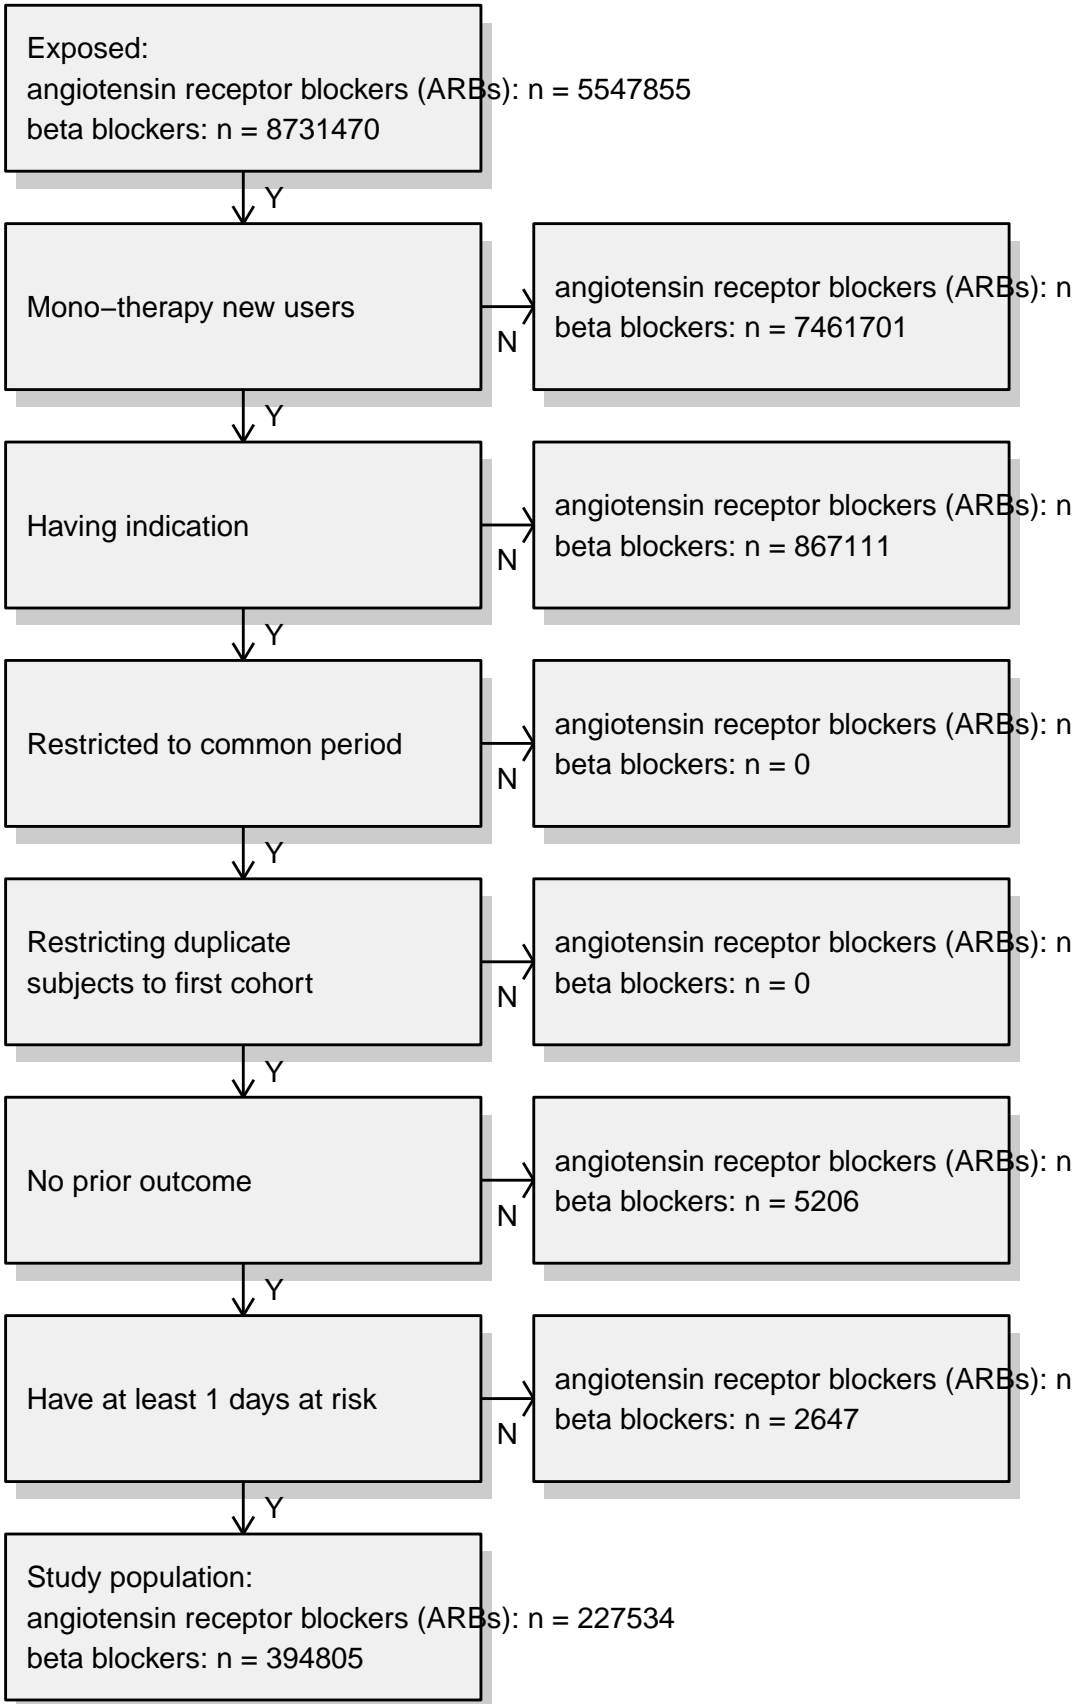 Exposed:
angiotensin receptor blockers (ARBs): n = 5547855
beta blockers: n = 8731470
Y
Mono−therapy new users
N
angiotensin receptor blockers (ARBs): n
beta blockers: n = 7461701
Y
Having indication
N
angiotensin receptor blockers (ARBs): n
beta blockers: n = 867111
Y
Restricted to common period
N
angiotensin receptor blockers (ARBs): n
beta blockers: n = 0
Y
Restricting duplicate
subjects to first cohort
N
angiotensin receptor blockers (ARBs): n
beta blockers: n = 0
Y
No prior outcome
N
angiotensin receptor blockers (ARBs): n
beta blockers: n = 5206
Y
Have at least 1 days at risk
N
angiotensin receptor blockers (ARBs): n
beta blockers: n = 2647
Y
Study population:
angiotensin receptor blockers (ARBs): n = 227534
beta blockers: n = 394805